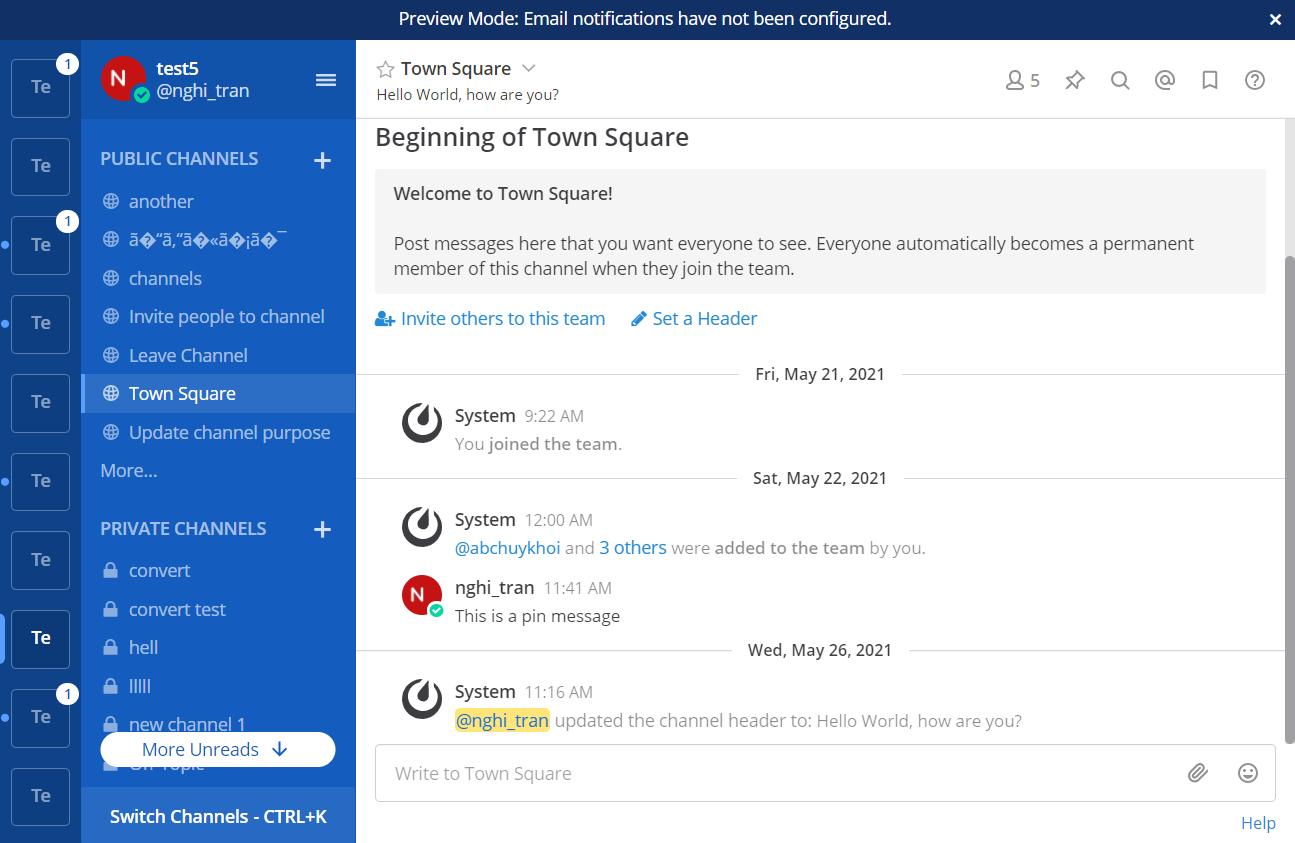 Preview Mode: Email notifications have not been configured.
Te
1
Te
Te
1
Te
Te
Te
Te
Te
Te
1
Te
N
test5
@nghi_tran
PUBLIC CHANNELS
another
channels
Invite people to channel
Leave Channel
Town Square
Update channel purpose
More...
PRIVATE CHANNELS
convert
convert test
hell
lllll
new channel 1
Off-Topic
More Unreads
Switch Channels - CTRL+K
Town Square
Hello World, how are you?
5
Beginning of Town Square
Welcome to Town Square!
Post messages here that you want everyone to see. Everyone automatically becomes a permanent
member of this channel when they join the team.
Invite others to this team
Set a Header
Fri, May 21, 2021
System 9:22 AM
You joined the team.
Sat, May 22, 2021
System 12:00 AM
@abchuykhoi and 3 others were added to the team by you.
N
nghi_tran 11:41 AM
This is a pin message
Wed, May 26, 2021
System 11:16 AM
@nghi_tran updated the channel header to: Hello World, how are you?
Write to Town Square
Help